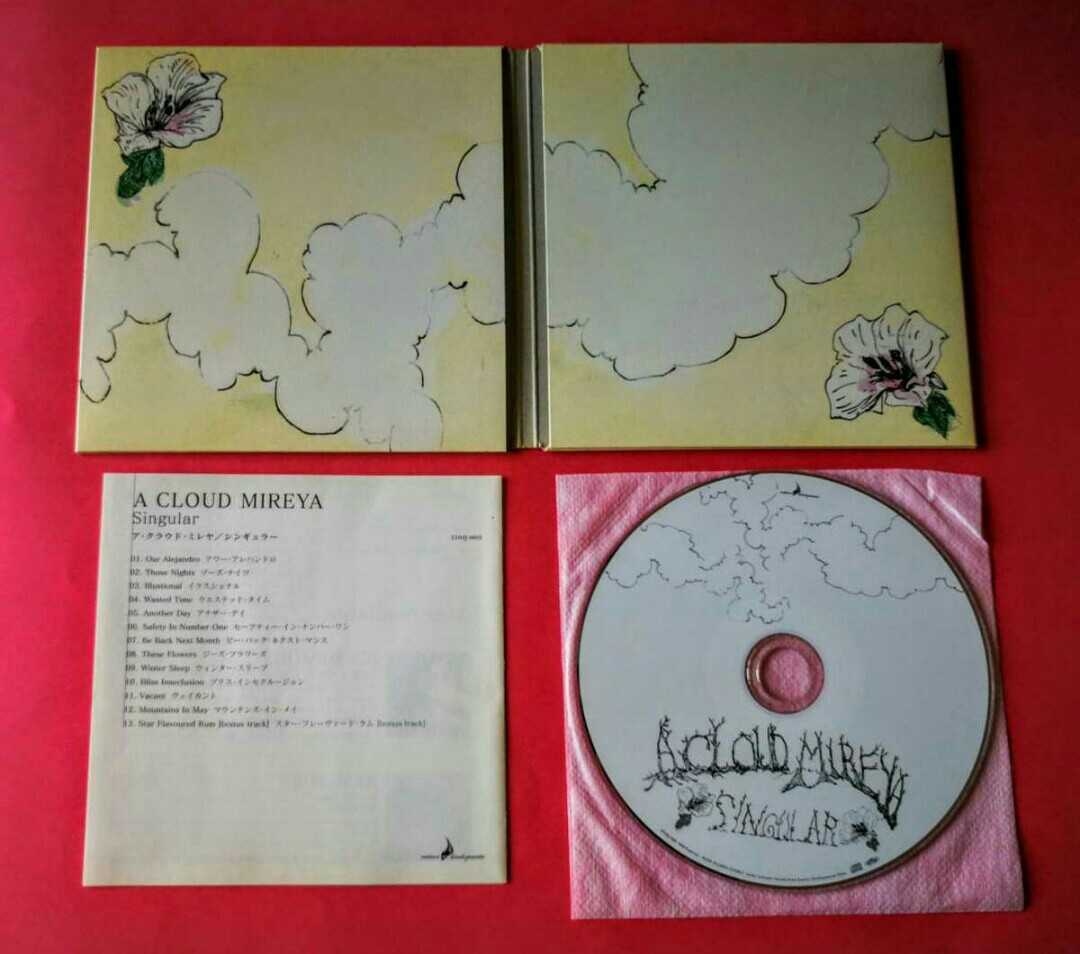 A CLOUD MIREYA
Singular
ア・クラウド・ミレヤ／シンギュラー
01. Our Alejandro アワー・アレハンドロ
02. Those Nights ゾーズ・ナイツ
03. Illustional イラスショナル
04. Wasted Time ウエステッド・タイム
05. Another Day アナザー・デイ
06. Safety In Number One セーフティー・イン・ナンバー・ワン
07. Be Back Next Month ビー・バック・ネクスト・マンス
08. These Flowers ジーズ・フラワーズ
09. Winter Sleep ウィンター・スリープ
10. Bliss Inseclusion ブリス・インセクルージョン
11. Vacant ヴェイカント
12. Mountains In May マウンテンズ・イン・メイ
13. Star Flavoured Rum [bonus track] スター・フレーヴァード・ラム [bonus track]
A CLOUD MIREYA
SINGULAR